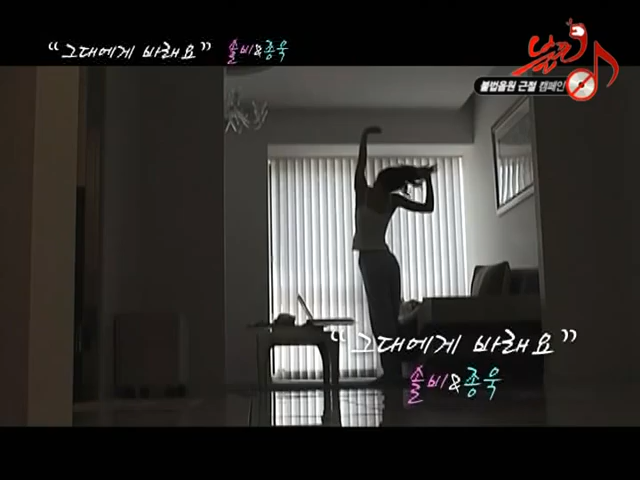 “그대에게 바래요” 솔비&종욱
불법음원 근절 캠페인
“그대에게 바래요”
솔비&종욱